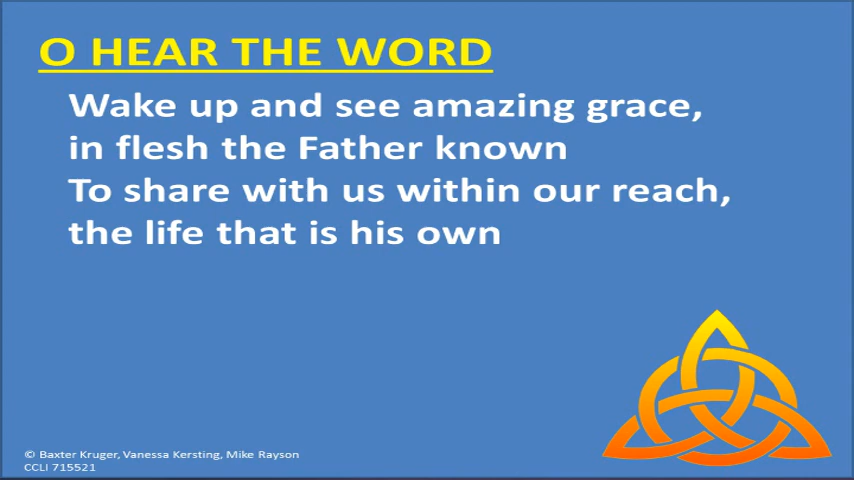 O HEAR THE WORD
Wake up and see amazing grace,
in flesh the Father known
To share with us within our reach,
the life that is his own
© Baxter Kruger, Vanessa Kersting, Mike Rayson
CCLI 715521